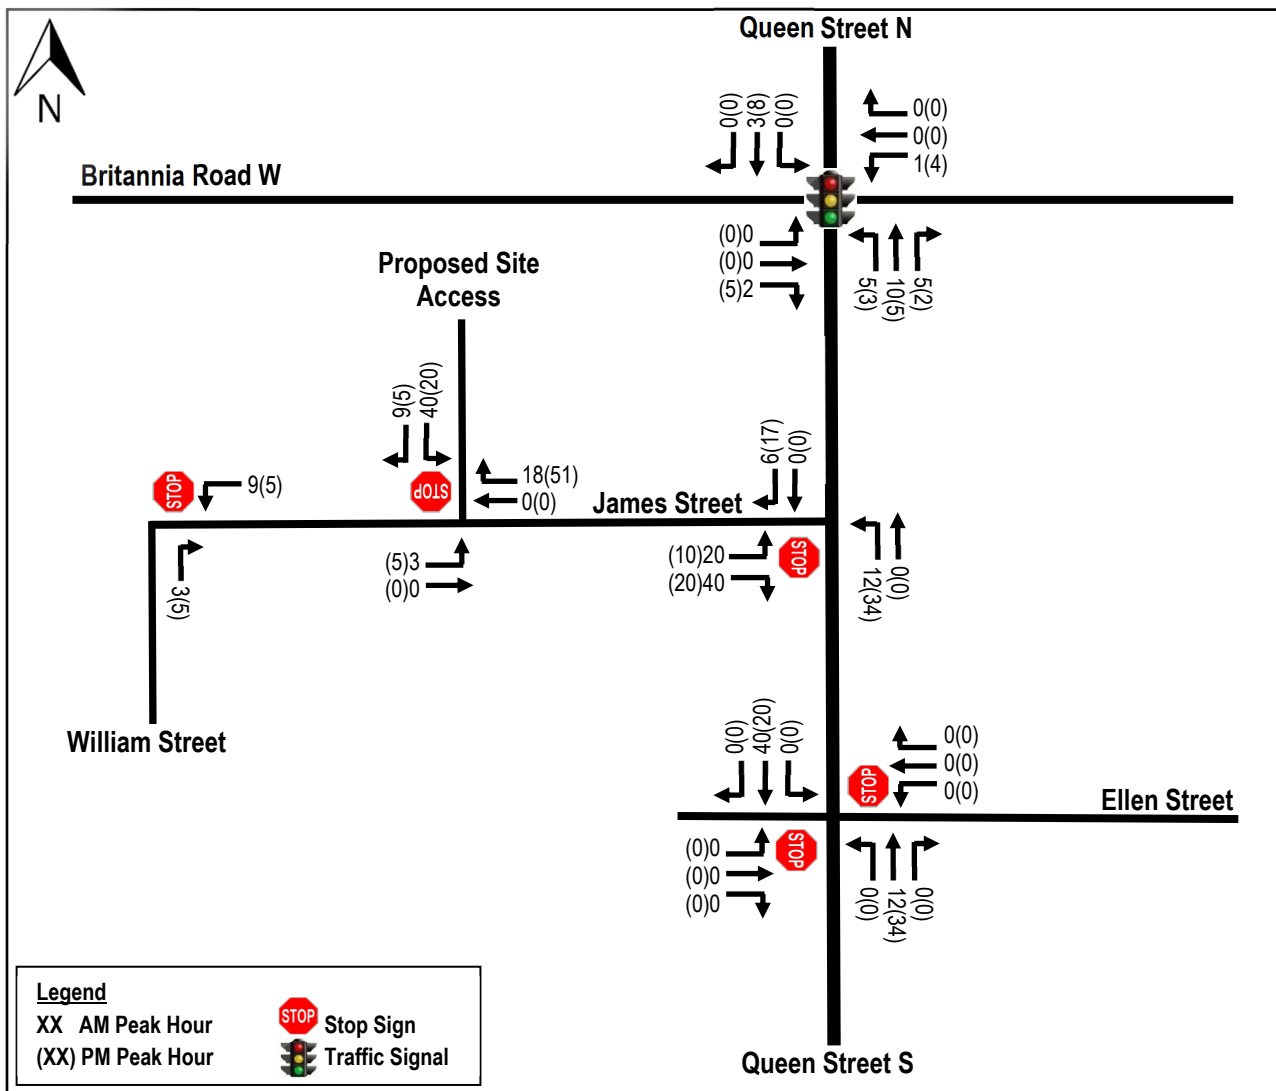 Queen Street N
N
0(0)
3(8)
0(0)
0(0)
0(0)
1(4)
Britannia Road W
(0)0
(0)0
(5)2
5(3)
10(5)
5(2)
Proposed Site
Access
9(5)
40(20)
6(17)
0(0)
STOP
9(5)
STOP
18(51)
0(0)
James Street
3(5)
(5)3
(0)0
(10)20
(20)40
STOP
12(34)
0(0)
William Street
0(0)
40(20)
0(0)
0(0)
0(0)
0(0)
STOP
Ellen Street
(0)0
(0)0
(0)0
STOP
0(0)
12(34)
0(0)
Legend
XX AM Peak Hour
STOP Stop Sign
(XX) PM Peak Hour
Traffic Signal
Queen Street S